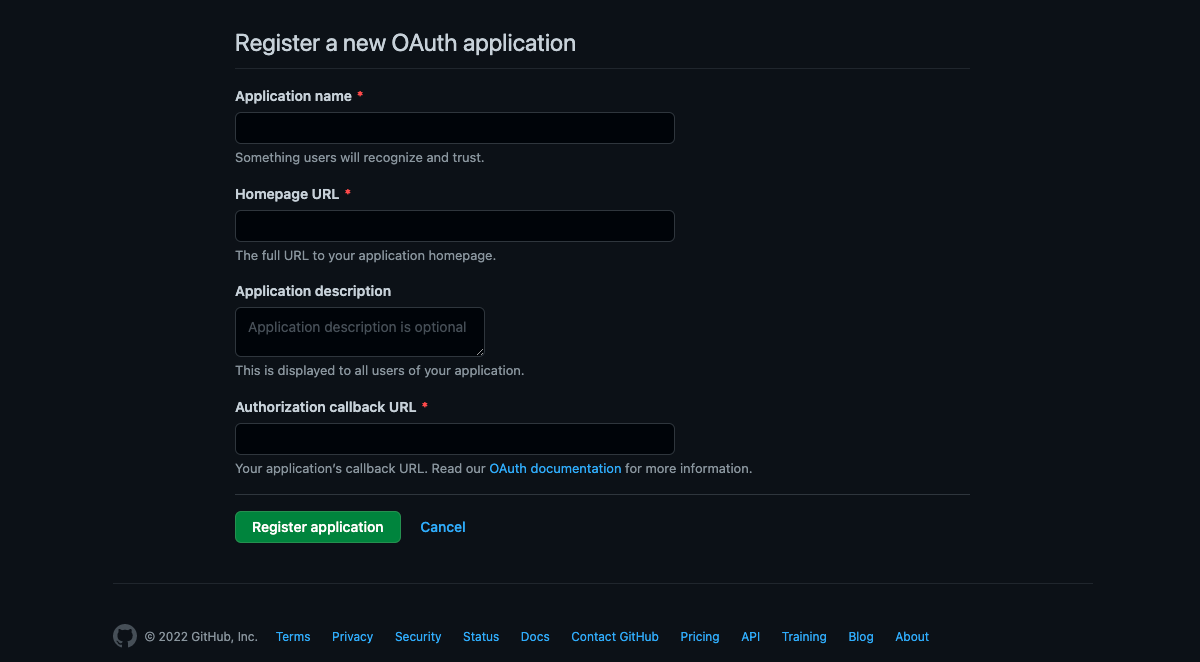 Register a new OAuth application
Application name *
Something users will recognize and trust.
Homepage URL *
The full URL to your application homepage.
Application description
Application description is optional
This is displayed to all users of your application.
Authorization callback URL *
Your application’s callback URL. Read our OAuth documentation for more information.
Register application Cancel
© 2022 GitHub, Inc. Terms Privacy Security Status Docs Contact GitHub Pricing API Training Blog About